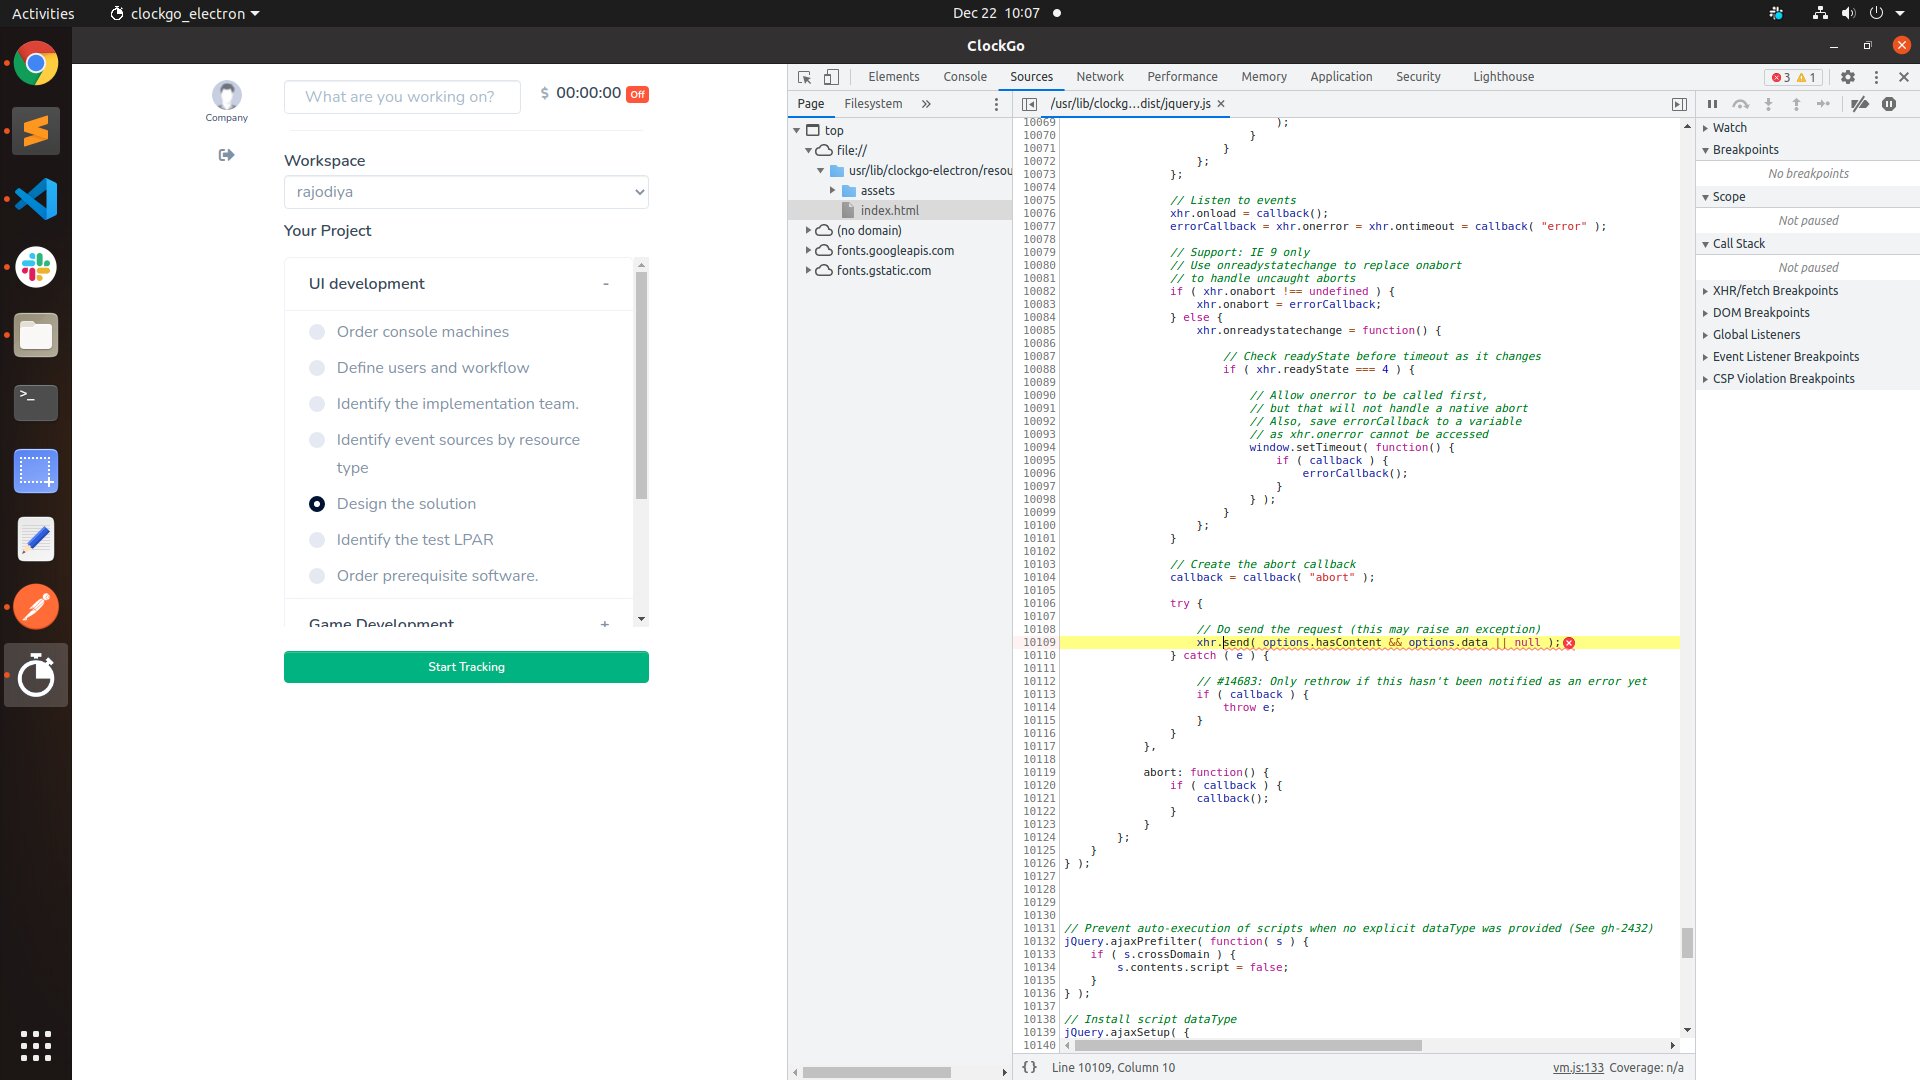 Activities
clockgo_electron
Dec 22 10:07
ClockGo
Company
What are you working on?
$ 00:00:00 Off
Workspace
rajodiya
Your Project
UI development -
Order console machines
Define users and workflow
Identify the implementation team.
Identify event sources by resource
type
Design the solution
Identify the test LPAR
Order prerequisite software.
Game Development +
Start Tracking
Elements Console Sources Network Performance Memory Application Security Lighthouse
3 1
Page Filesystem »
top
file://
usr/lib/clockgo-electron/resou
assets
index.html
(no domain)
fonts.googleapis.com
fonts.gstatic.com
/usr/lib/clockg...dist/jquery.js ×
10069 );
10070 }
10071 }
10072 };
10073 };
10074
10075 // Listen to events
10076 xhr.onload = callback();
10077 errorCallback = xhr.onerror = xhr.ontimeout = callback( "error" );
10078
10079 // Support: IE 9 only
10080 // Use onreadystatechange to replace onabort
10081 // to handle uncaught aborts
10082 if ( xhr.onabort !== undefined ) {
10083 xhr.onabort = errorCallback;
10084 } else {
10085 xhr.onreadystatechange = function() {
10086
10087 // Check readyState before timeout as it changes
10088 if ( xhr.readyState === 4 ) {
10089
10090 // Allow onerror to be called first,
10091 // but that will not handle a native abort
10092 // Also, save errorCallback to a variable
10093 // as xhr.onerror cannot be accessed
10094 window.setTimeout( function() {
10095 if ( callback ) {
10096 errorCallback();
10097 }
10098 } );
10099 }
10100 };
10101 }
10102
10103 // Create the abort callback
10104 callback = callback( "abort" );
10105
10106 try {
10107
10108 // Do send the request (this may raise an exception)
10109 xhr.send( options.hasContent && options.data || null );
10110 } catch ( e ) {
10111
10112 // #14683: Only rethrow if this hasn't been notified as an error yet
10113 if ( callback ) {
10114 throw e;
10115 }
10116 }
10117 },
10118
10119 abort: function() {
10120 if ( callback ) {
10121 callback();
10122 }
10123 }
10124 };
10125 }
10126 } );
10127
10128
10129
10130
10131 // Prevent auto-execution of scripts when no explicit dataType was provided (See gh-2432)
10132 jQuery.ajaxPrefilter( function( s ) {
10133 if ( s.crossDomain ) {
10134 s.contents.script = false;
10135 }
10136 } );
10137
10138 // Install script dataType
10139 jQuery.ajaxSetup( {
10140
{} Line 10109, Column 10
vm.js:133 Coverage: n/a
Watch
Breakpoints
No breakpoints
Scope
Not paused
Call Stack
Not paused
XHR/fetch Breakpoints
DOM Breakpoints
Global Listeners
Event Listener Breakpoints
CSP Violation Breakpoints